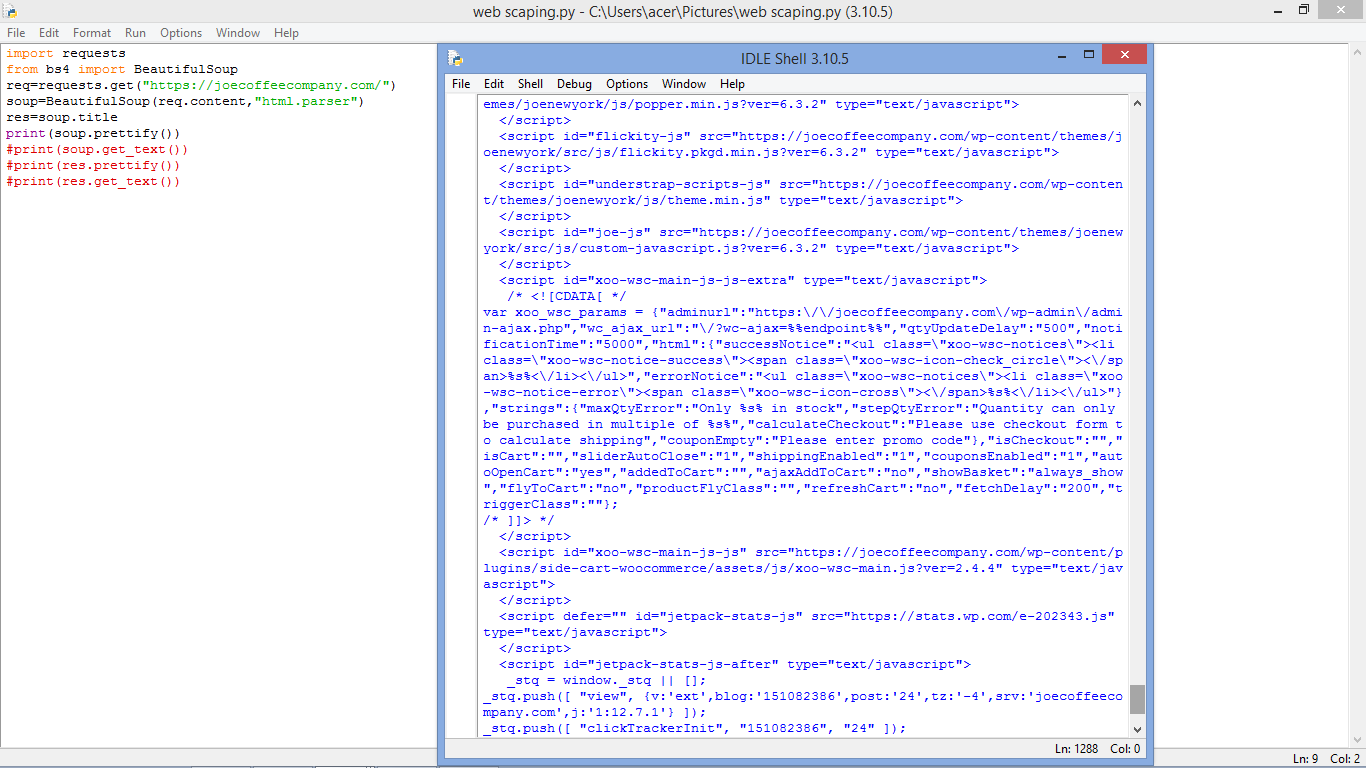 web scaping.py - C:\Users\acer\Pictures\web scaping.py (3.10.5)
File Edit Format Run Options Window Help
import requests
from bs4 import BeautifulSoup
req=requests.get("https://joecoffeecompany.com/")
soup=BeautifulSoup(req.content,"html.parser")
res=soup.title
print(soup.prettify())
#print(soup.get_text())
#print(res.prettify())
#print(res.get_text())
IDLE Shell 3.10.5
File Edit Shell Debug Options Window Help
emes/joenewyork/js/popper.min.js?ver=6.3.2" type="text/javascript">
</script>
<script id="flickity-js" src="https://joecoffeecompany.com/wp-content/themes/j
oenewyork/src/js/flickity.pkgd.min.js?ver=6.3.2" type="text/javascript">
</script>
<script id="understrap-scripts-js" src="https://joecoffeecompany.com/wp-conten
t/themes/joenewyork/js/theme.min.js" type="text/javascript">
</script>
<script id="joe-js" src="https://joecoffeecompany.com/wp-content/themes/joenew
york/src/js/custom-javascript.js?ver=6.3.2" type="text/javascript">
</script>
<script id="xoo-wsc-main-js-js-extra" type="text/javascript">
/* <![CDATA[ */
var xoo_wsc_params = {"adminurl":"https:\/\/joecoffeecompany.com\/wp-admin\/admi
n-ajax.php","wc_ajax_url":"\/?wc-ajax=%%endpoint%%","qtyUpdateDelay":"500","noti
ficationTime":"5000","html":{"successNotice":"<ul class=\"xoo-wsc-notices\"><li 
class=\"xoo-wsc-notice-success\"><span class=\"xoo-wsc-icon-check_circle\"><\/sp
an>%s%<\/li><\/ul>","errorNotice":"<ul class=\"xoo-wsc-notices\"><li class=\"xoo
-wsc-notice-error\"><span class=\"xoo-wsc-icon-cross\"><\/span>%s%<\/li><\/ul>"}
,"strings":{"maxQtyError":"Only %s% in stock","stepQtyError":"Quantity can only 
be purchased in multiple of %s%","calculateCheckout":"Please use checkout form t
o calculate shipping","couponEmpty":"Please enter promo code"},"isCheckout":"","
isCart":"","sliderAutoClose":"1","shippingEnabled":"1","couponsEnabled":"1","aut
oOpenCart":"yes","addedToCart":"","ajaxAddToCart":"no","showBasket":"always_show
","flyToCart":"no","productFlyClass":"","refreshCart":"no","fetchDelay":"200","t
riggerClass":""};
/* ]]> */
</script>
<script id="xoo-wsc-main-js-js" src="https://joecoffeecompany.com/wp-content/p
lugins/side-cart-woocommerce/assets/js/xoo-wsc-main.js?ver=2.4.4" type="text/jav
ascript">
</script>
<script defer="" id="jetpack-stats-js" src="https://stats.wp.com/e-202343.js" 
type="text/javascript">
</script>
<script id="jetpack-stats-js-after" type="text/javascript">
_stq = window._stq || [];
_stq.push([ "view", {v:'ext',blog:'151082386',post:'24',tz:'-4',srv:'joecoffeeco
mpany.com',j:'1:12.7.1'} ]);
_stq.push([ "clickTrackerInit", "151082386", "24" ]);
Ln: 1288 Col: 0
Ln: 9 Col: 2